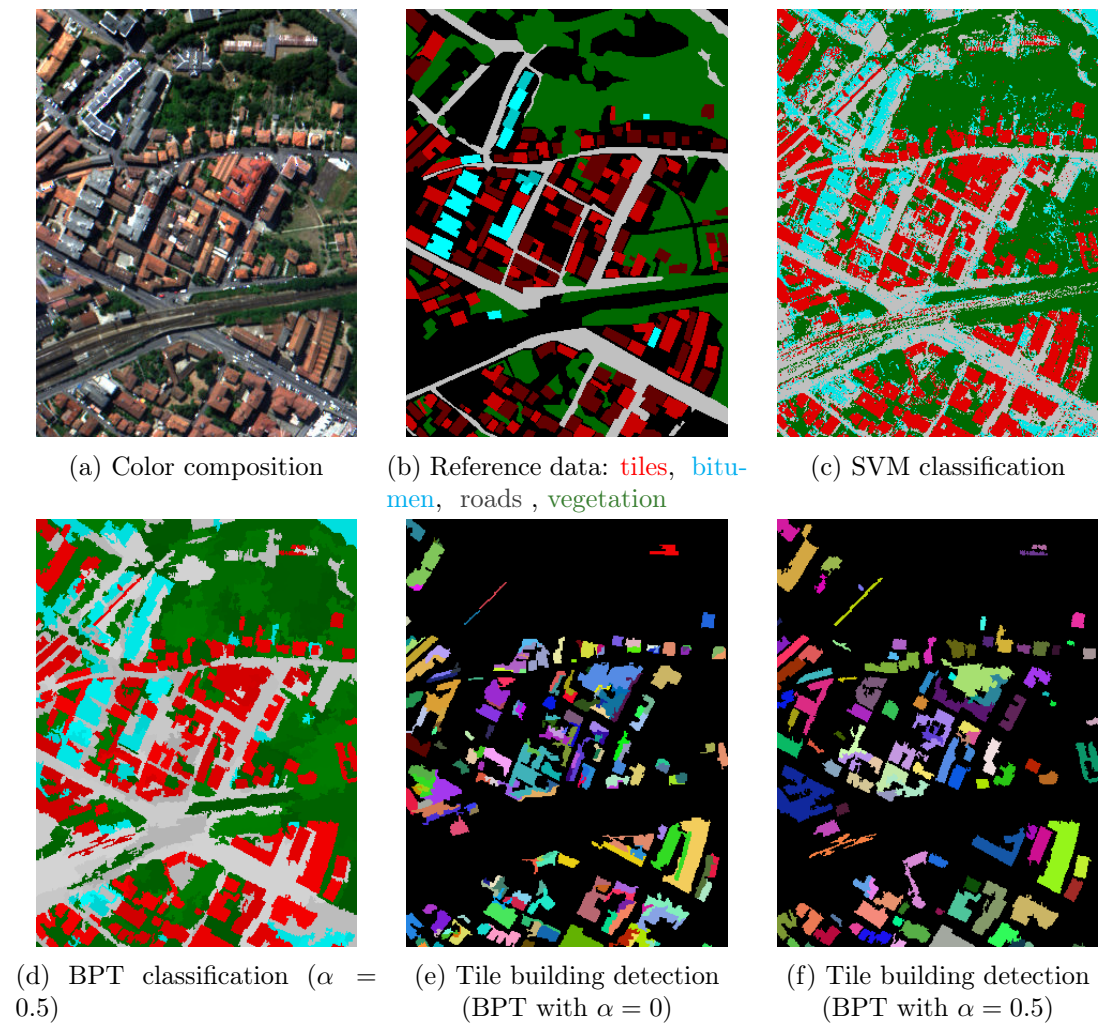 (a) Color composition
(b) Reference data: tiles, bitu-
men, roads , vegetation
(c) SVM classification
(d) BPT classification (α =
0.5)
(e) Tile building detection
(BPT with α = 0)
(f) Tile building detection
(BPT with α = 0.5)